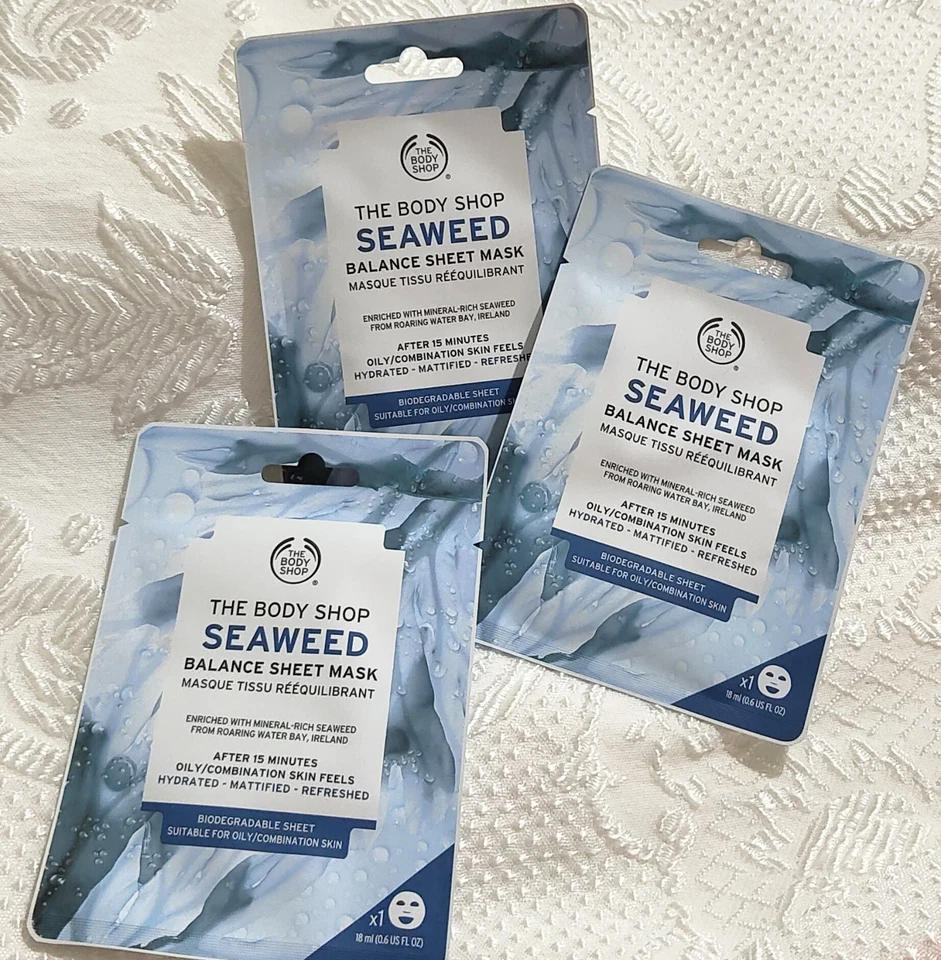 THE
BODY
SHOP
®
THE BODY SHOP
SEAWEED
BALANCE SHEET MASK
MASQUE TISSU RÉÉQUILIBRANT
ENRICHED WITH MINERAL-RICH SEAWEED
FROM ROARING WATER BAY, IRELAND
AFTER 15 MINUTES
OILY/COMBINATION SKIN FEELS
HYDRATED - MATTIFIED - REFRESHE
BIODEGRADABLE SHEET
SUITABLE FOR OILY/COMBINATION
THE
BODY
SHOP
®
THE BODY SHOP
SEAWEED
BALANCE SHEET MASK
MASQUE TISSU RÉÉQUILIBRANT
ENRICHED WITH MINERAL-RICH SEAWEED
FROM ROARING WATER BAY, IRELAND
AFTER 15 MINUTES
OILY/COMBINATION SKIN FEELS
HYDRATED - MATTIFIED - REFRESHED
BIODEGRADABLE SHEET
SUITABLE FOR OILY/COMBINATION SKIN
x1
18 ml (0.6 US FL OZ)
THE
BODY
SHOP
®
THE BODY SHOP
SEAWEED
BALANCE SHEET MASK
MASQUE TISSU RÉÉQUILIBRANT
ENRICHED WITH MINERAL-RICH SEAWEED
FROM ROARING WATER BAY, IRELAND
AFTER 15 MINUTES
OILY/COMBINATION SKIN FEELS
HYDRATED - MATTIFIED - REFRESHED
BIODEGRADABLE SHEET
SUITABLE FOR OILY/COMBINATION SKIN
x1
18 ml (0.6 US FL OZ)